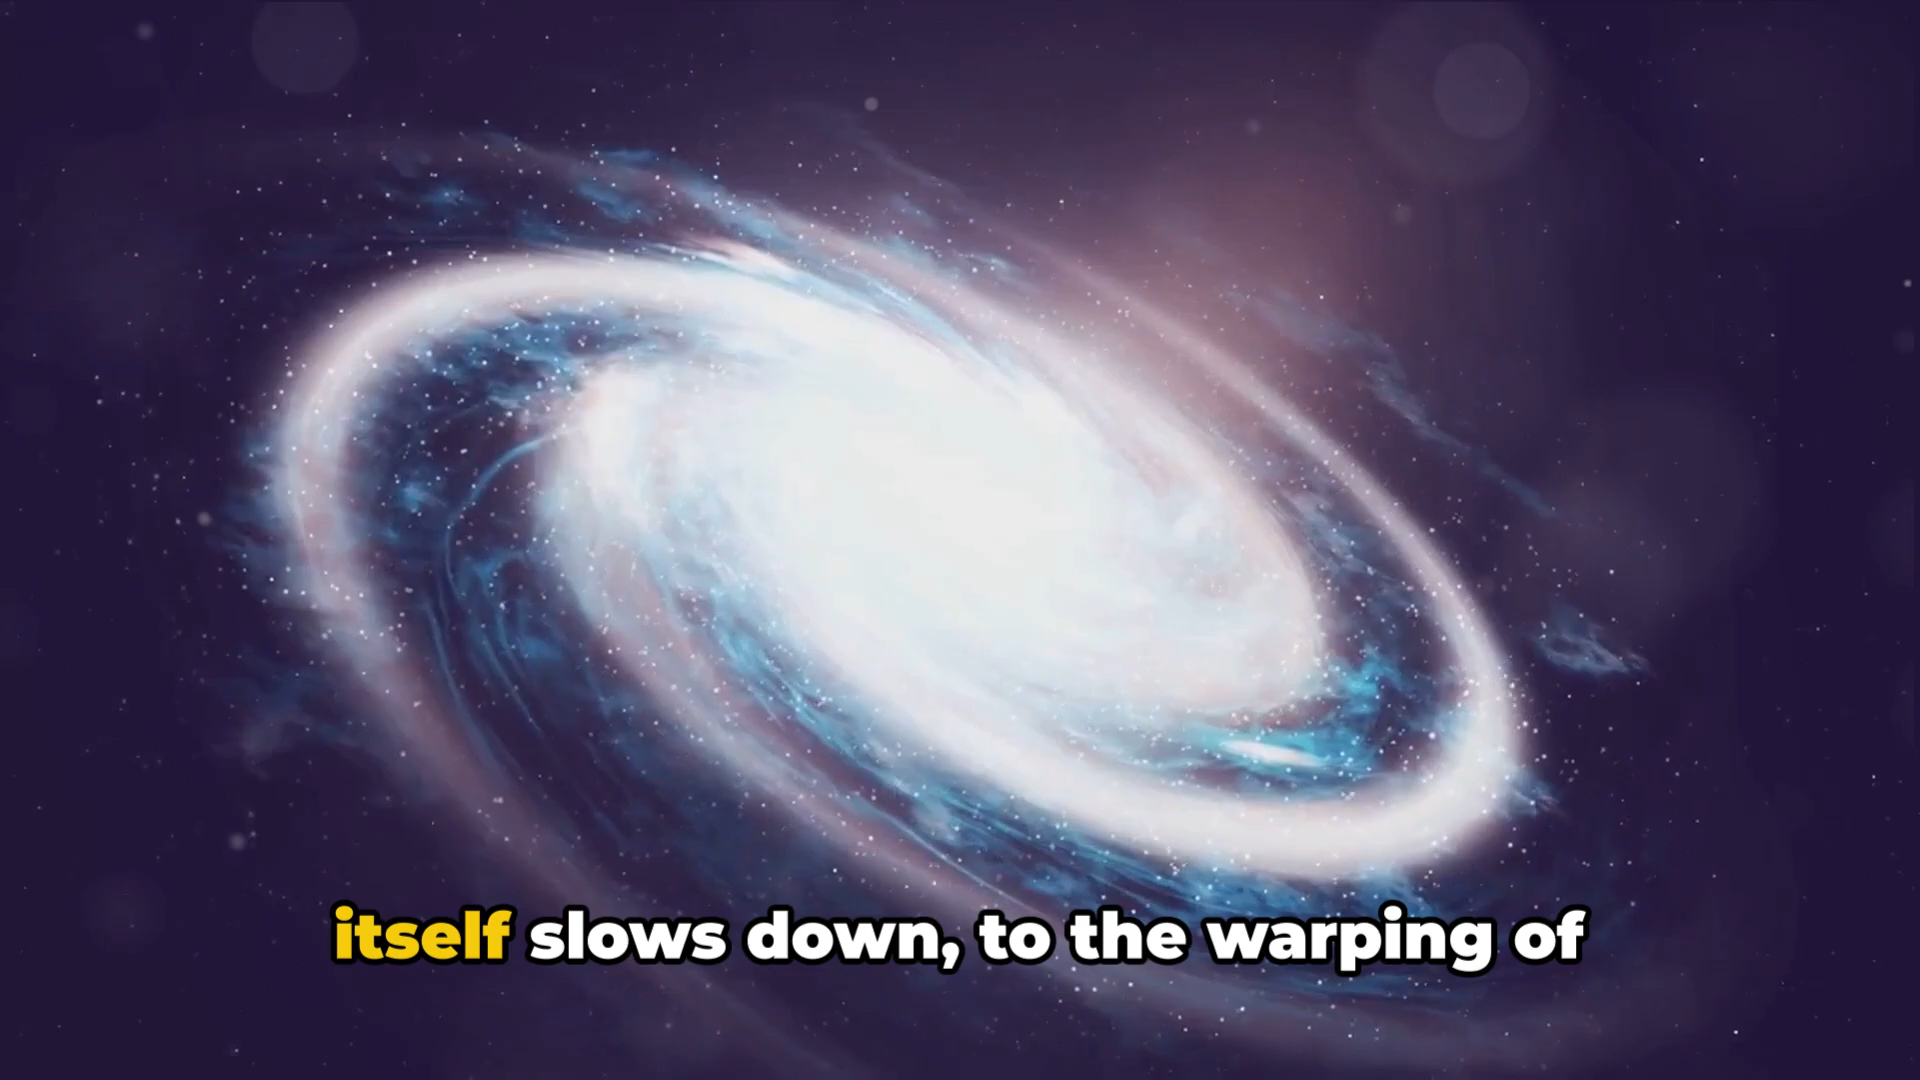 itself slows down, to the warping of